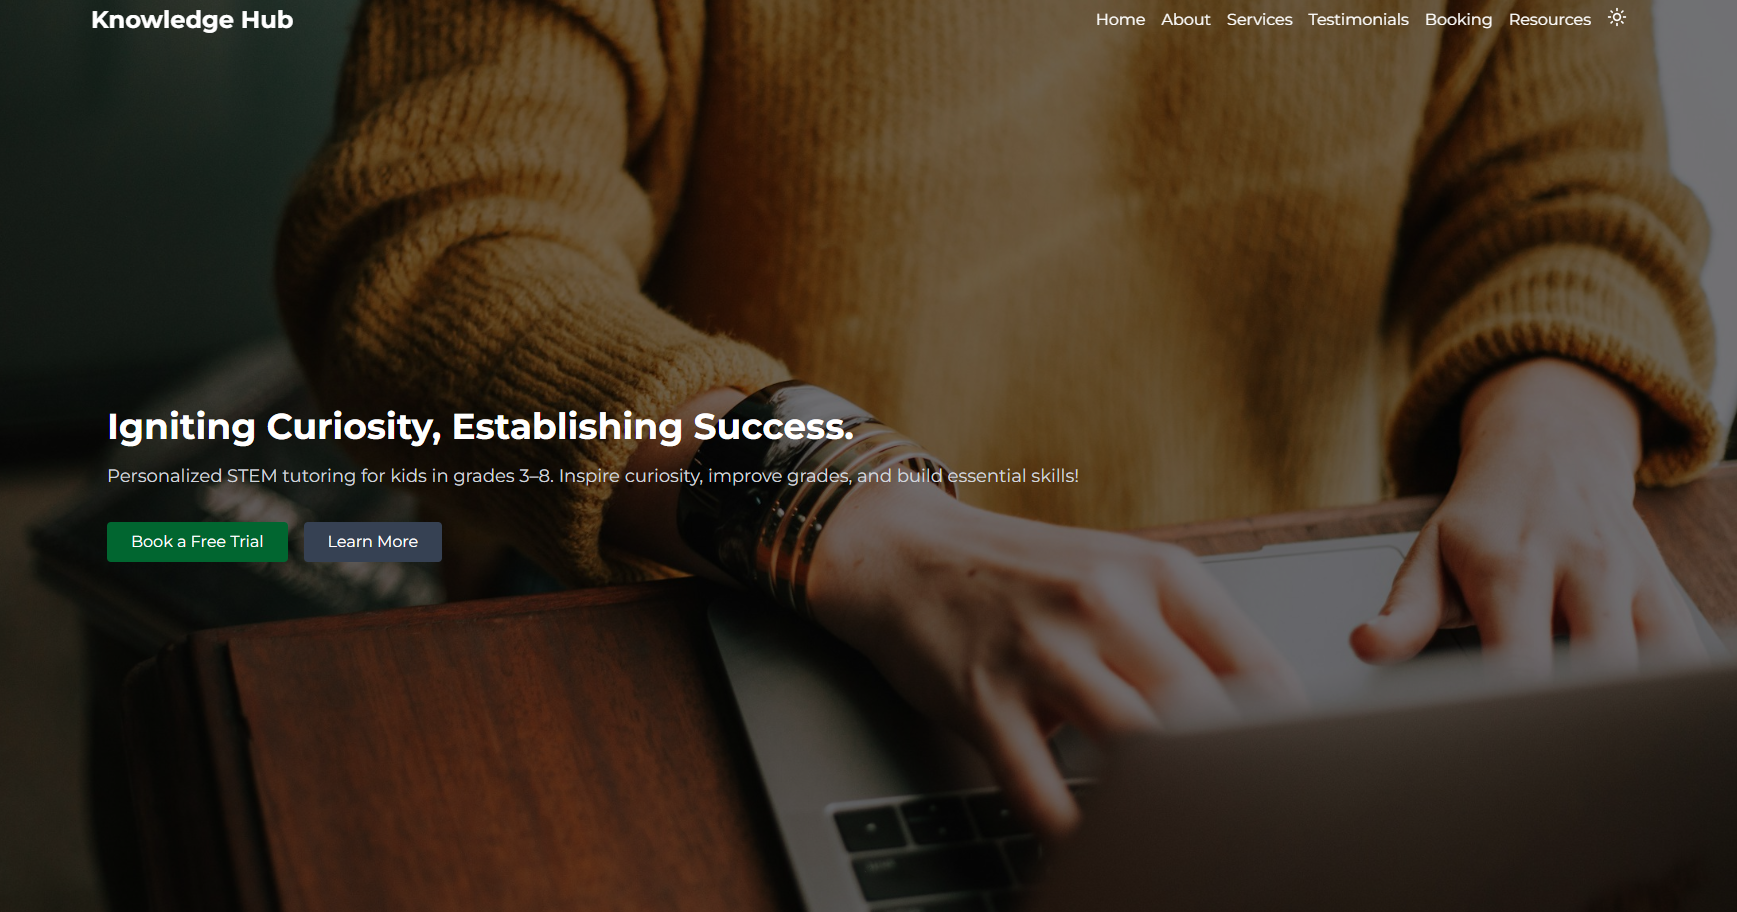 Knowledge Hub
Home About Services Testimonials Booking Resources
Igniting Curiosity, Establishing Success.
Personalized STEM tutoring for kids in grades 3–8. Inspire curiosity, improve grades, and build essential skills!
Book a Free Trial Learn More